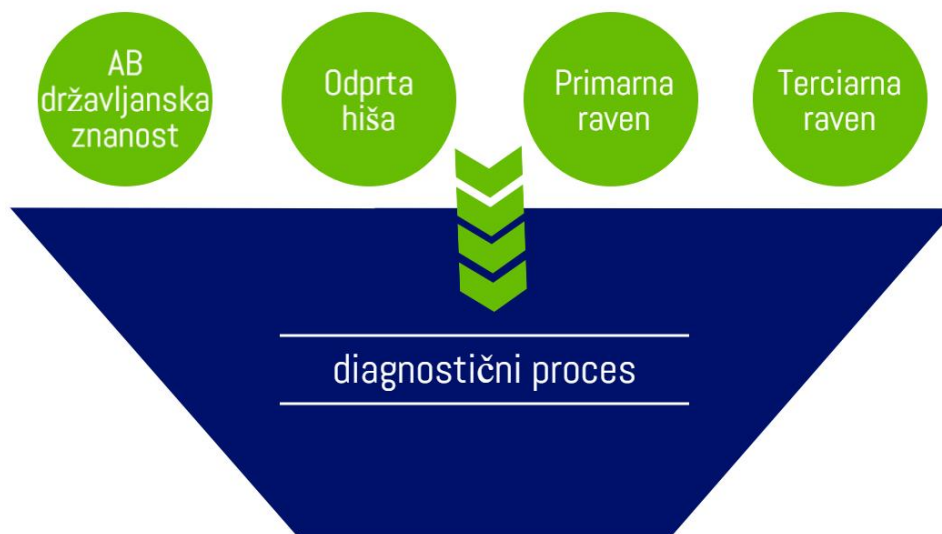 AB
državljanska
znanost
Odprta
hiša
Primarna
raven
Terciarna
raven
diagnostični proces